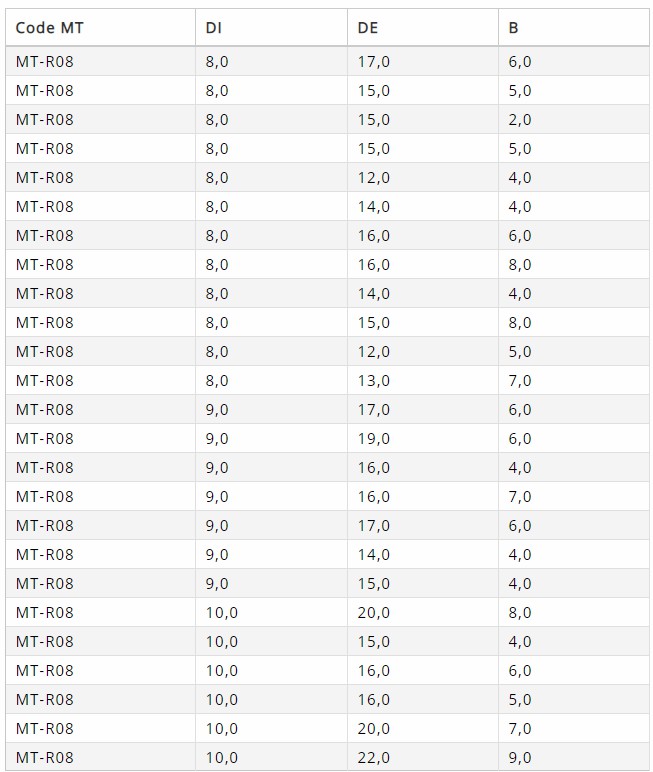 Code MT DI DE B
MT-R08 8,0 17,0 6,0
MT-R08 8,0 15,0 5,0
MT-R08 8,0 15,0 2,0
MT-R08 8,0 15,0 5,0
MT-R08 8,0 12,0 4,0
MT-R08 8,0 14,0 4,0
MT-R08 8,0 16,0 6,0
MT-R08 8,0 16,0 8,0
MT-R08 8,0 14,0 4,0
MT-R08 8,0 15,0 8,0
MT-R08 8,0 12,0 5,0
MT-R08 8,0 13,0 7,0
MT-R08 9,0 17,0 6,0
MT-R08 9,0 19,0 6,0
MT-R08 9,0 16,0 4,0
MT-R08 9,0 16,0 7,0
MT-R08 9,0 17,0 6,0
MT-R08 9,0 14,0 4,0
MT-R08 9,0 15,0 4,0
MT-R08 10,0 20,0 8,0
MT-R08 10,0 15,0 4,0
MT-R08 10,0 16,0 6,0
MT-R08 10,0 16,0 5,0
MT-R08 10,0 20,0 7,0
MT-R08 10,0 22,0 9,0